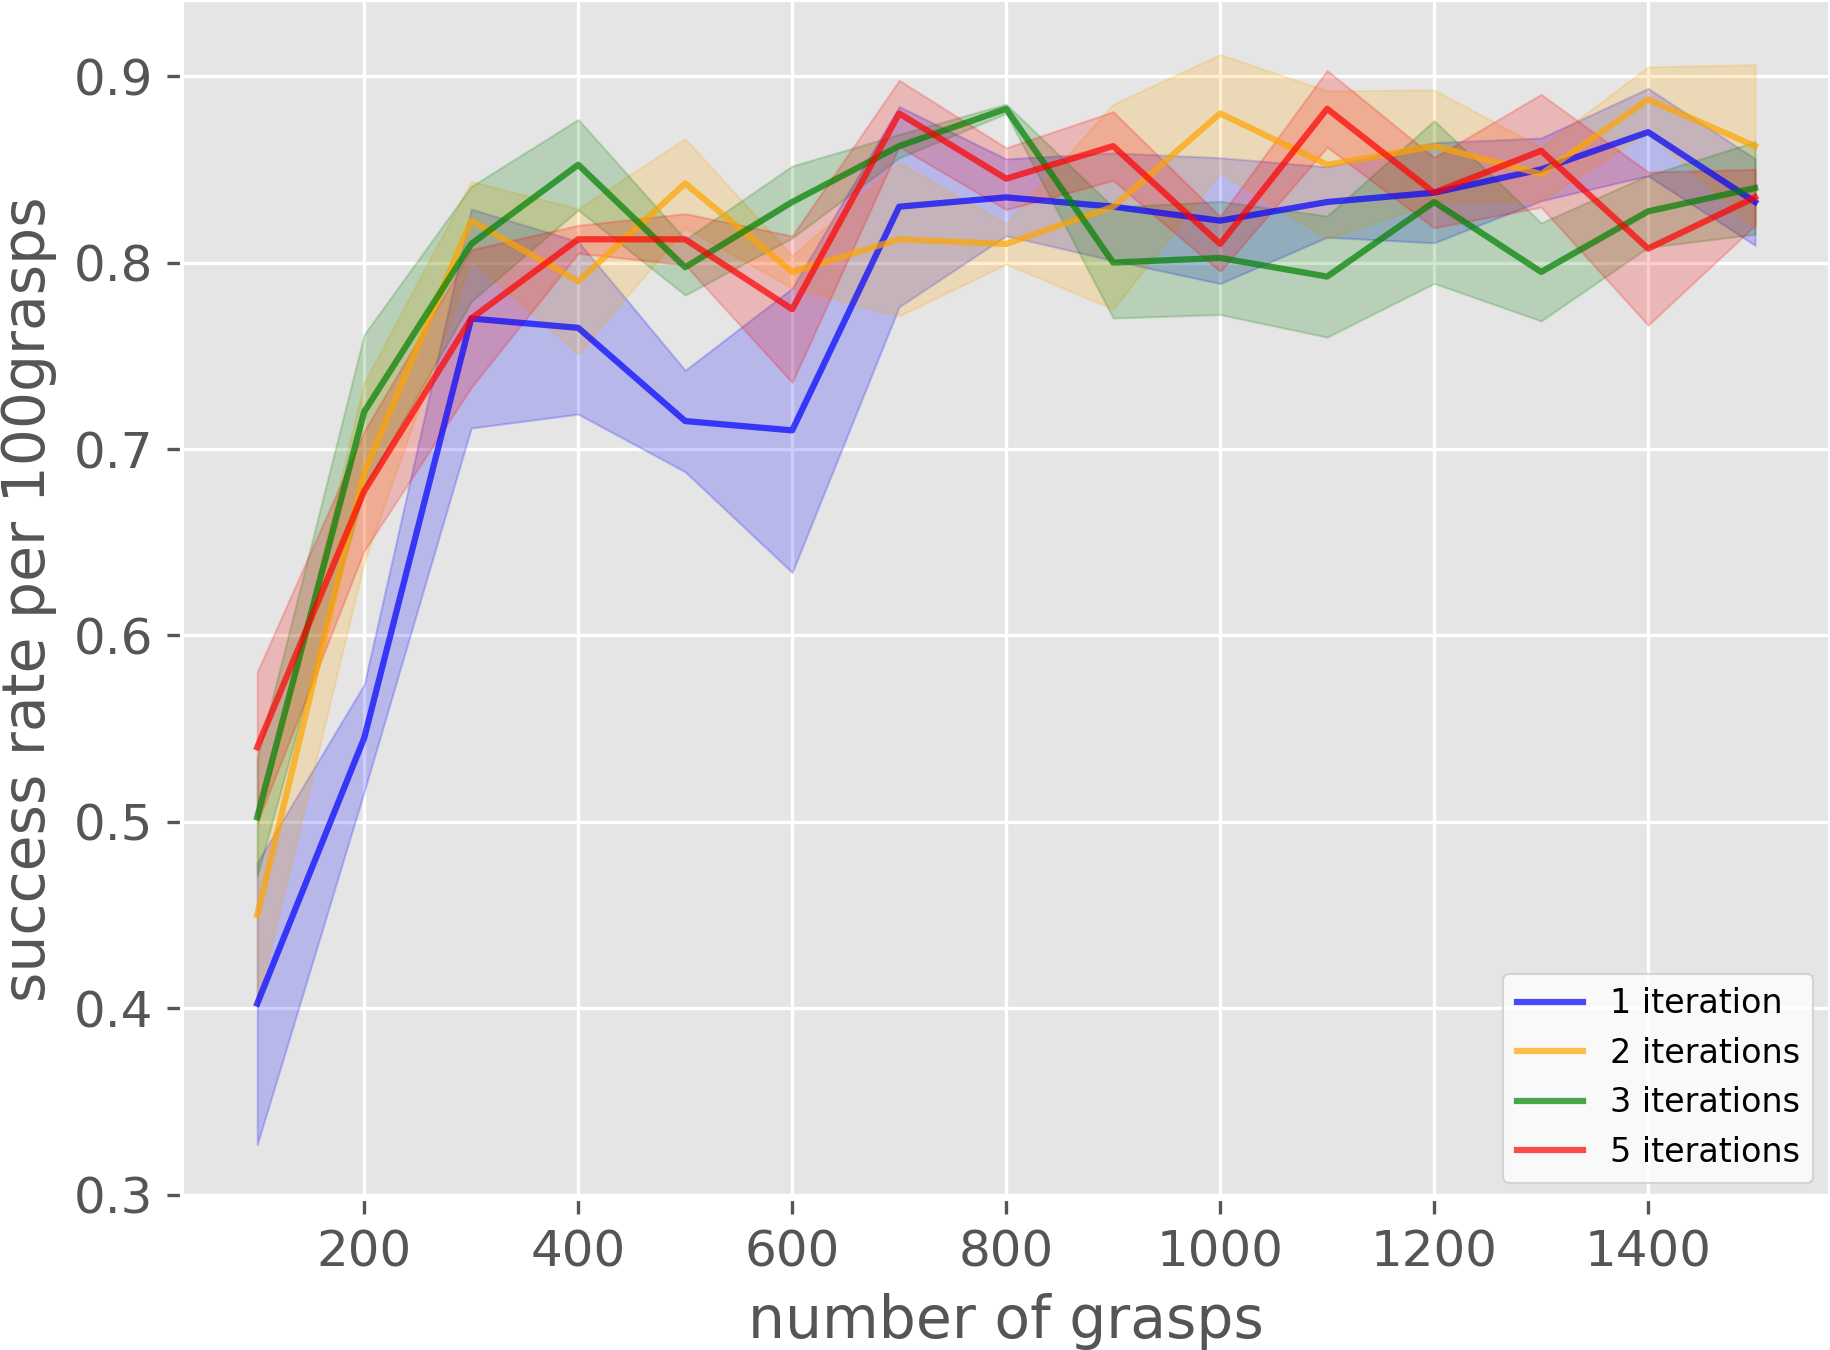 success rate per 100grasps
0.9
0.8
0.7
0.6
0.5
0.4
0.3
200 400 600 800 1000 1200 1400
number of grasps
1 iteration
2 iterations
3 iterations
5 iterations